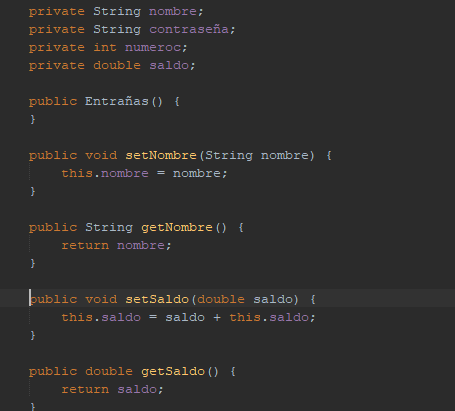 private String nombre;
private String contraseña;
private int numeroc;
private double saldo;
public Entrañas() {
}
public void setNombre(String nombre) {
this.nombre = nombre;
}
public String getNombre() {
return nombre;
}
public void setSaldo(double saldo) {
this.saldo = saldo + this.saldo;
}
public double getSaldo() {
return saldo;
}